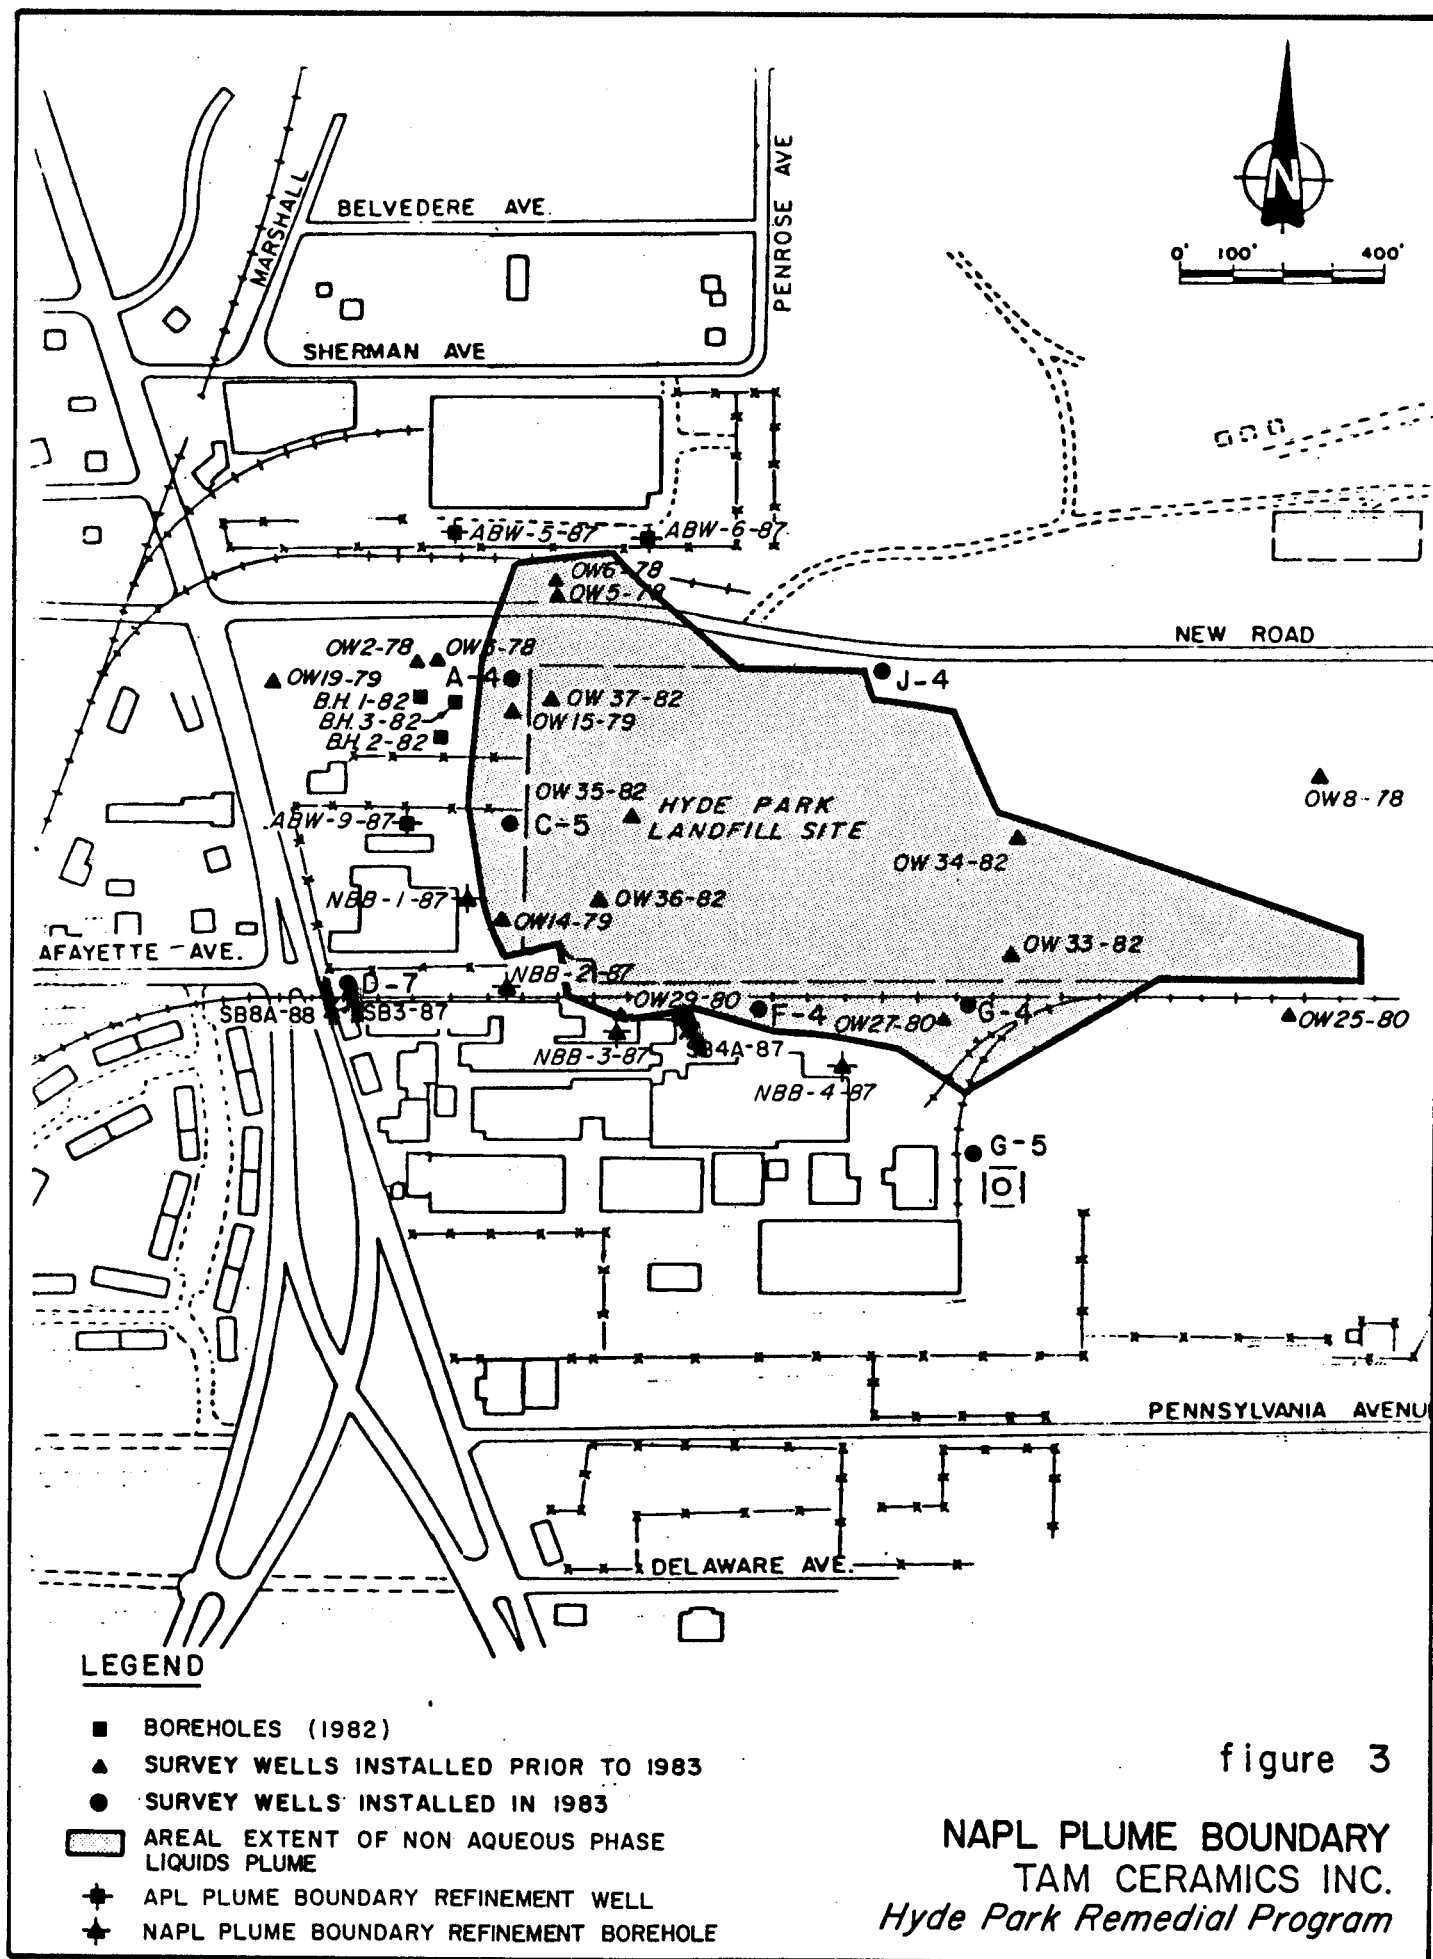 N
0' 100' 400'
MARSHALL
BELVEDERE AVE.
PENROSE AVE
SHERMAN AVE
ABW-5-87
ABW-6-87
OW6-78
OW5-78
NEW ROAD
OW2-78
OW3-78
OW19-79
A-4
J-4
B.H. 1-82
B.H. 3-82
B.H. 2-82
OW 37-82
OW15-79
OW8-78
OW35-82
HYDE PARK
LANDFILL SITE
ABW-9-87
C-5
OW 34-82
NBB-1-87
OW36-82
OW14-79
AFAYETTE AVE.
OW 33-82
NBB-2-87
D-7
SB8A-88
SB3-87
OW29-80
F-4
OW27-80
G-4
OW25-80
NBB-3-87
SB4A-87
NBB-4-87
G-5
PENNSYLVANIA AVENU
DELAWARE AVE.
LEGEND
BOREHOLES (1982)
SURVEY WELLS INSTALLED PRIOR TO 1983
SURVEY WELLS INSTALLED IN 1983
AREAL EXTENT OF NON AQUEOUS PHASE
LIQUIDS PLUME
APL PLUME BOUNDARY REFINEMENT WELL
NAPL PLUME BOUNDARY REFINEMENT BOREHOLE
figure 3
NAPL PLUME BOUNDARY
TAM CERAMICS INC.
Hyde Park Remedial Program